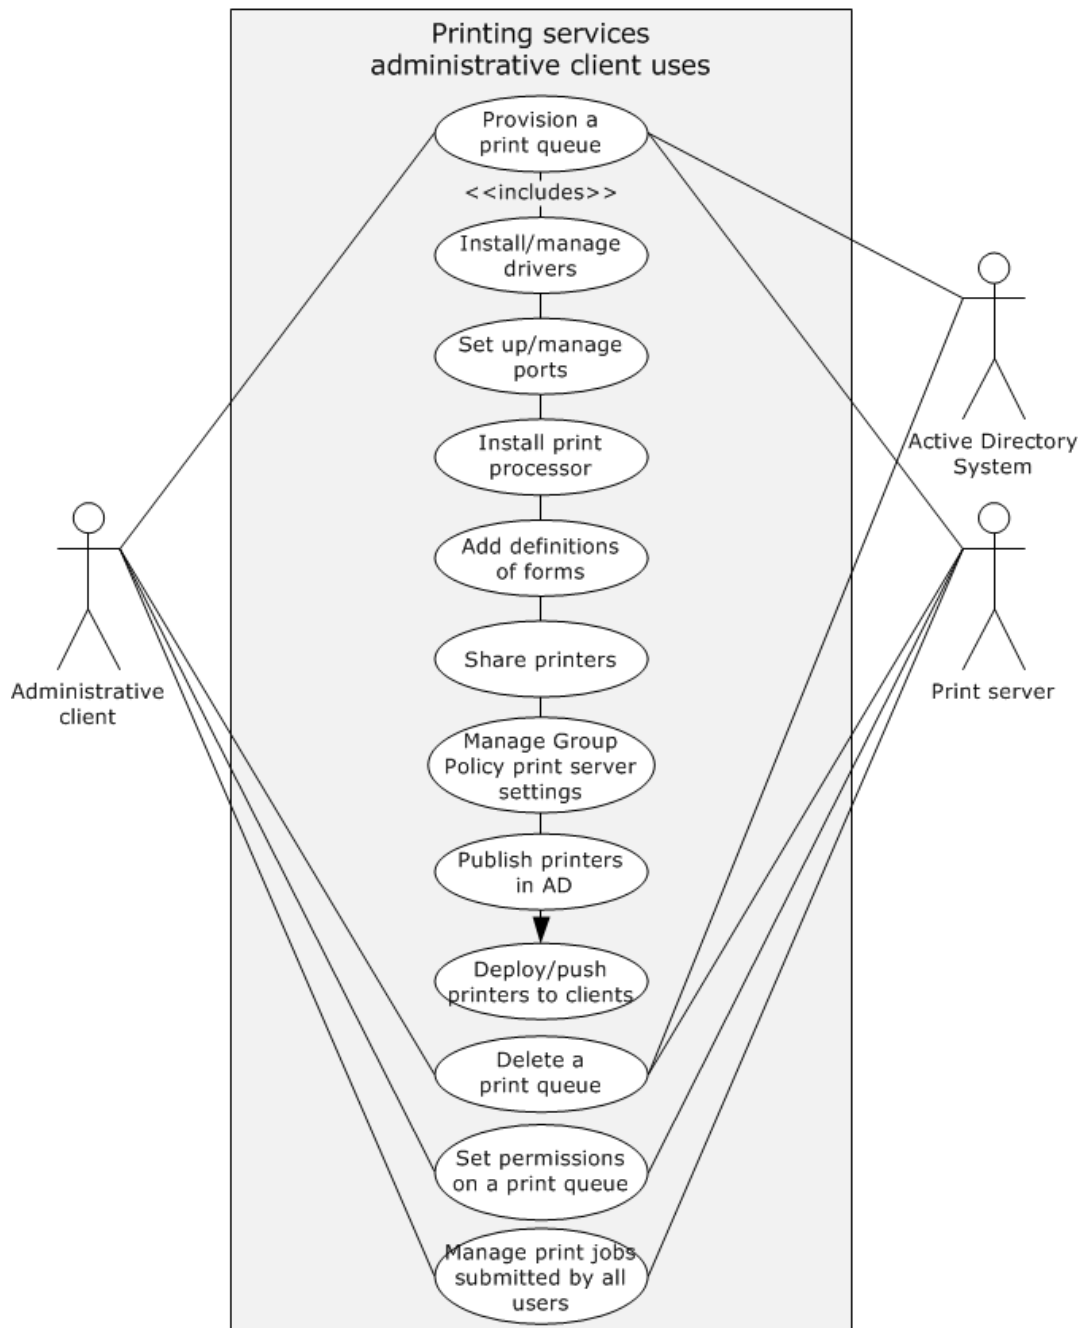 Printing services
administrative client uses
Provision a
print queue
<<includes>>
Install/manage
drivers
Set up/manage
ports
Install print
processor
Active Directory
System
Add definitions
of forms
Share printers
Administrative
client
Print server
Manage Group
Policy print server
settings
Publish printers
in AD
Deploy/push
printers to clients
Delete a
print queue
Set permissions
on a print queue
Manage print jobs
submitted by all
users